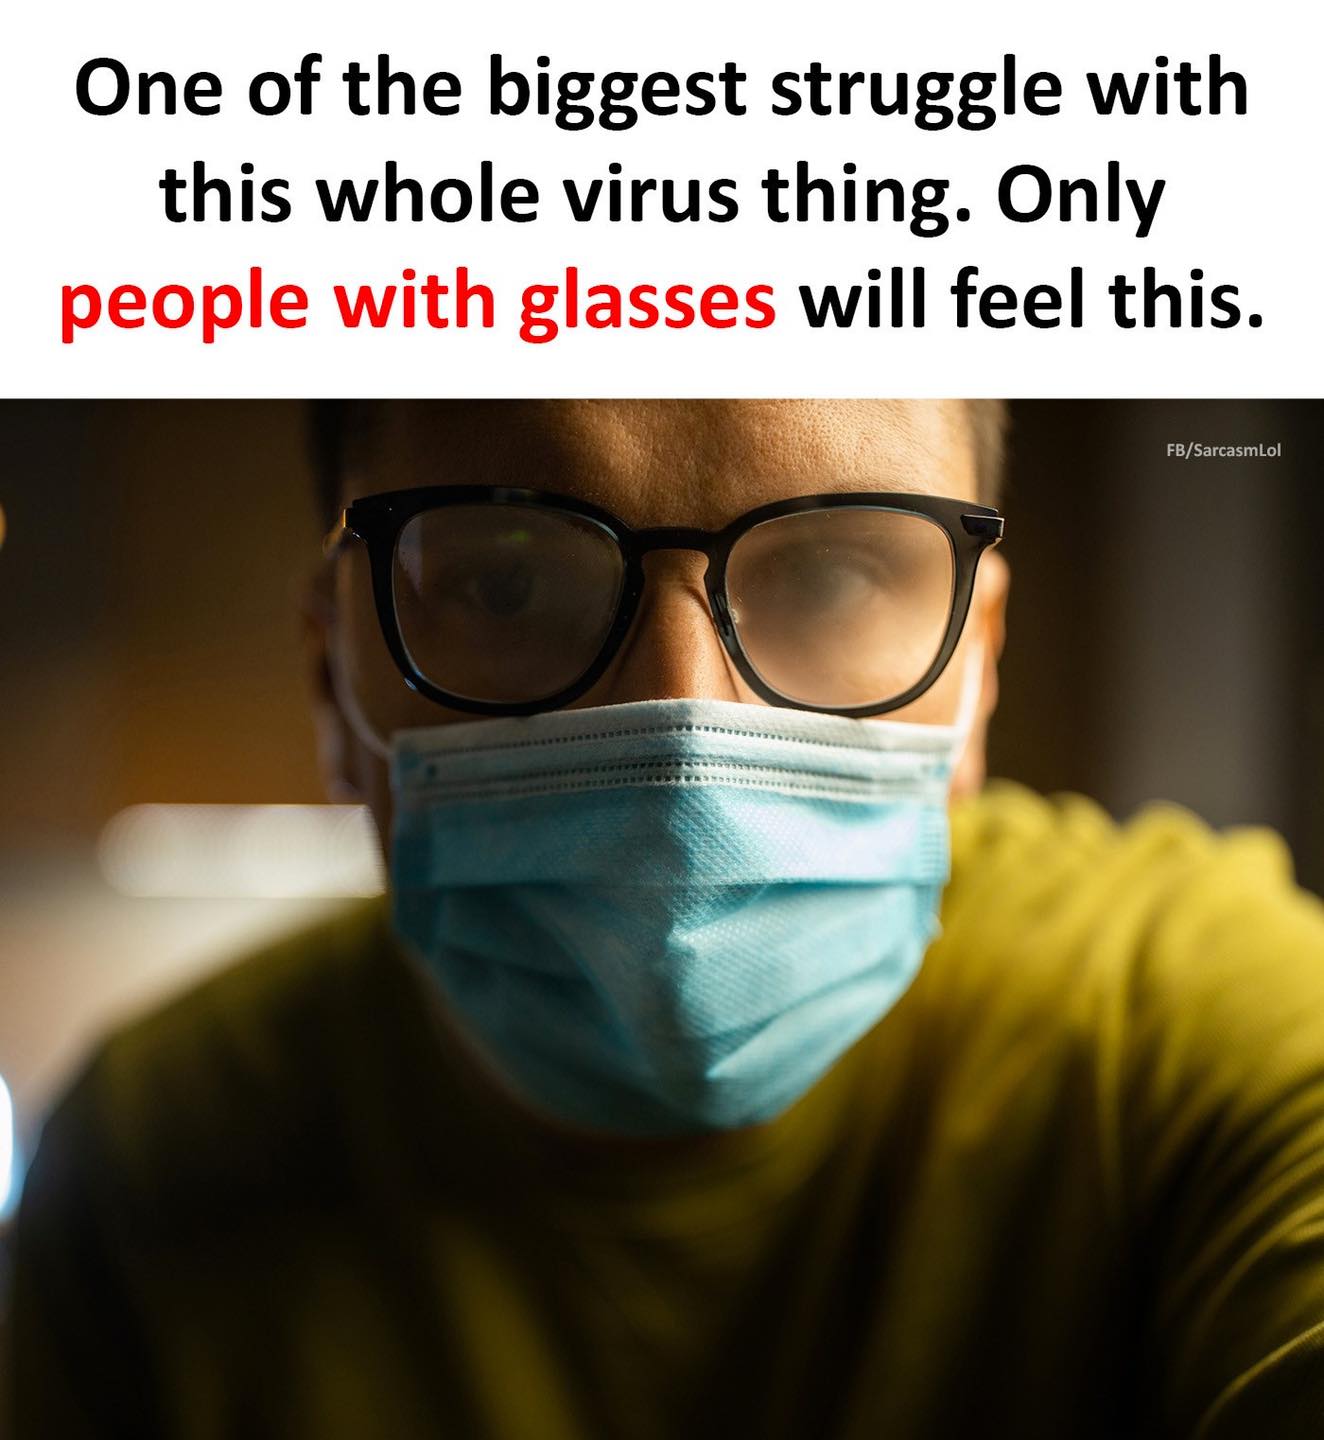 One of the biggest struggle with
this whole virus thing. Only
people with glasses will feel this.
FB/SarcasmLol